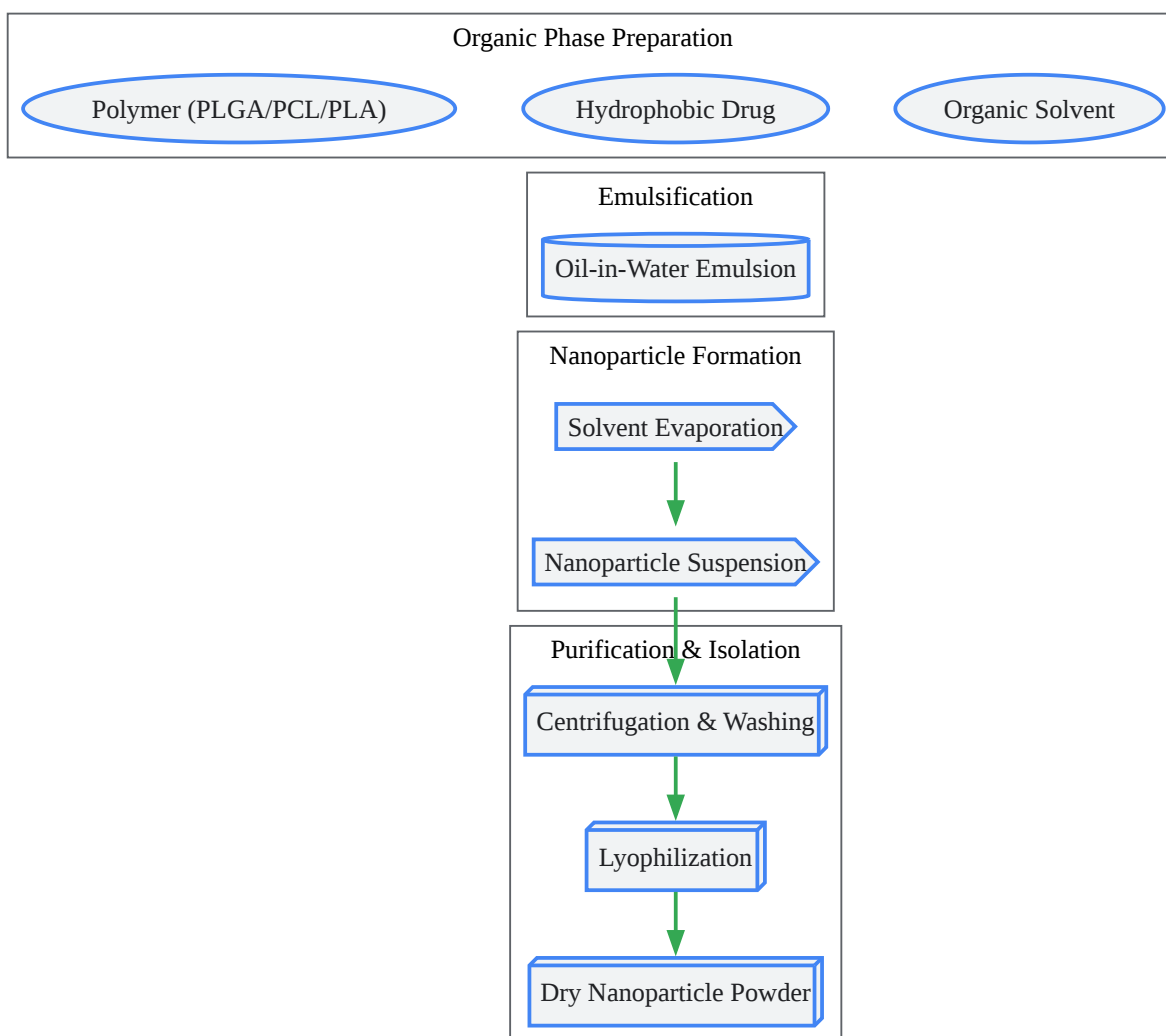 Organic Phase Preparation
Polymer (PLGA/PCL/PLA)
Hydrophobic Drug
Organic Solvent
Emulsification
Oil-in-Water Emulsion
Nanoparticle Formation
Solvent Evaporation
Nanoparticle Suspension
Purification & Isolation
Centrifugation & Washing
Lyophilization
Dry Nanoparticle Powder